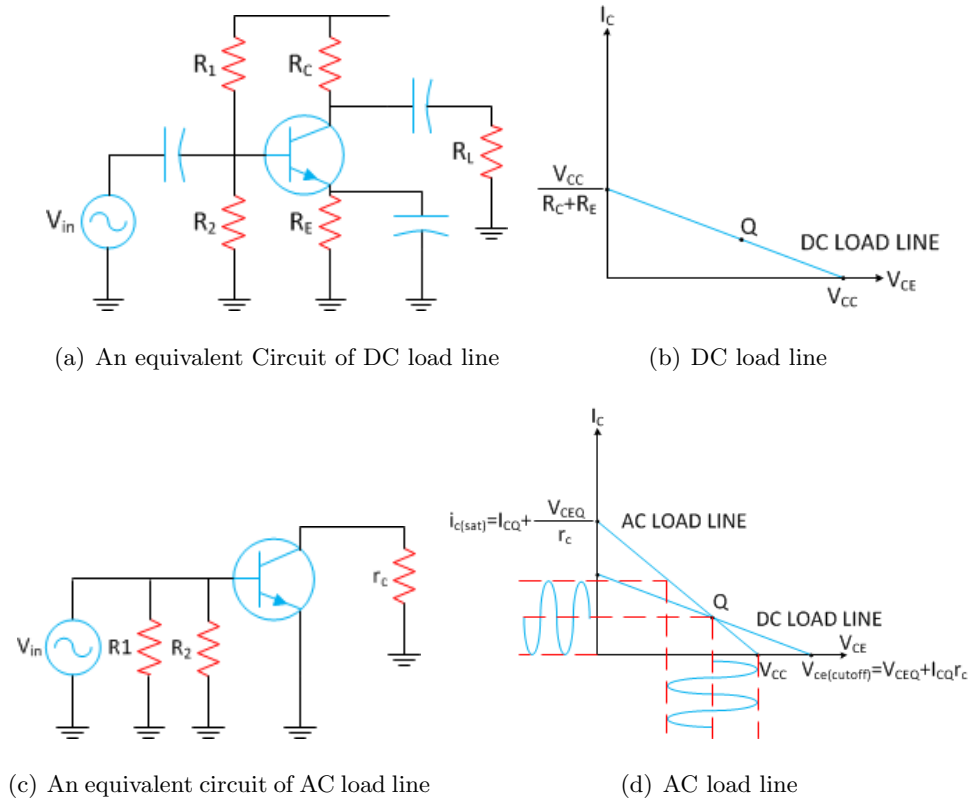 R1
RC
RL
Vin
R2
RE
(a) An equivalent Circuit of DC load line
IC
VCC
RC+RE
Q
DC LOAD LINE
VCE
VCC
(b) DC load line
Vin
R1
R2
rc
(c) An equivalent circuit of AC load line
IC
ic(sat)=ICQ+
VCEQ
rc
AC LOAD LINE
Q
DC LOAD LINE
VCE
VCC
Vce(cutoff)=VCEQ+ICQrc
(d) AC load line